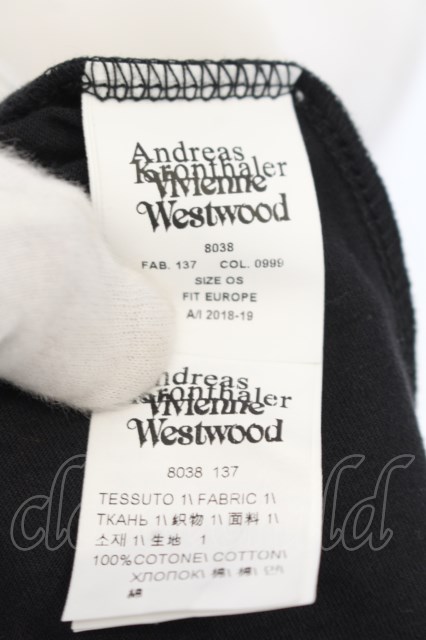 Andreas
Kronthaler
Vivienne
Westwood
8038
FAB. 137 COL. 0999
SIZE OS
FIT EUROPE
A/I 2018-19
Andreas
Kronthaler
Vivienne
Westwood
8038 137
TESSUTO 1\ FABRIC 1\
ТКАНЬ 1\ 織物 1\ 面料 1\
소재 1\ 生地 1
100% COTONE\ COTTON\
ХЛОПОК\ 棉\ 棉\ 면\
綿